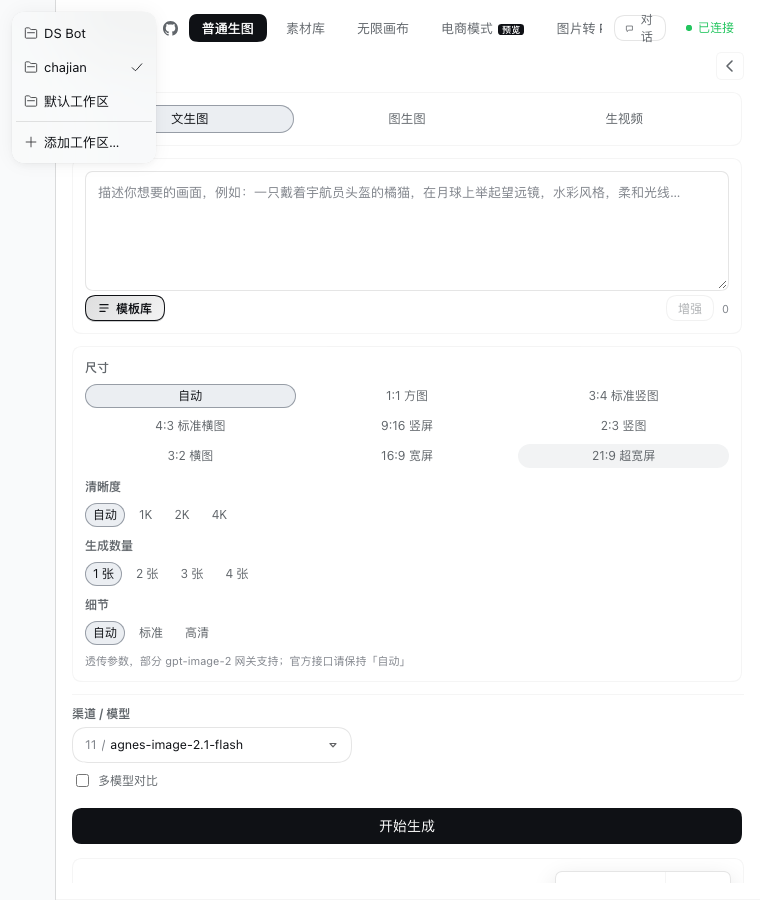 DS Bot
chajian
默认工作区
添加工作区...
普通生图
素材库
无限画布
电商模式 预览
图片转
对话
已连接
文生图
图生图
生视频
描述你想要的画面，例如：一只戴着宇航员头盔的橘猫，在月球上举起望远镜，水彩风格，柔和光线...
模板库
增强 0
尺寸
自动
1:1 方图
3:4 标准竖图
4:3 标准横图
9:16 竖屏
2:3 竖图
3:2 横图
16:9 宽屏
21:9 超宽屏
清晰度
自动 1K 2K 4K
生成数量
1 张 2 张 3 张 4 张
细节
自动 标准 高清
透传参数，部分 gpt-image-2 网关支持；官方接口请保持「自动」
渠道 / 模型
11 / agnes-image-2.1-flash
多模型对比
开始生成